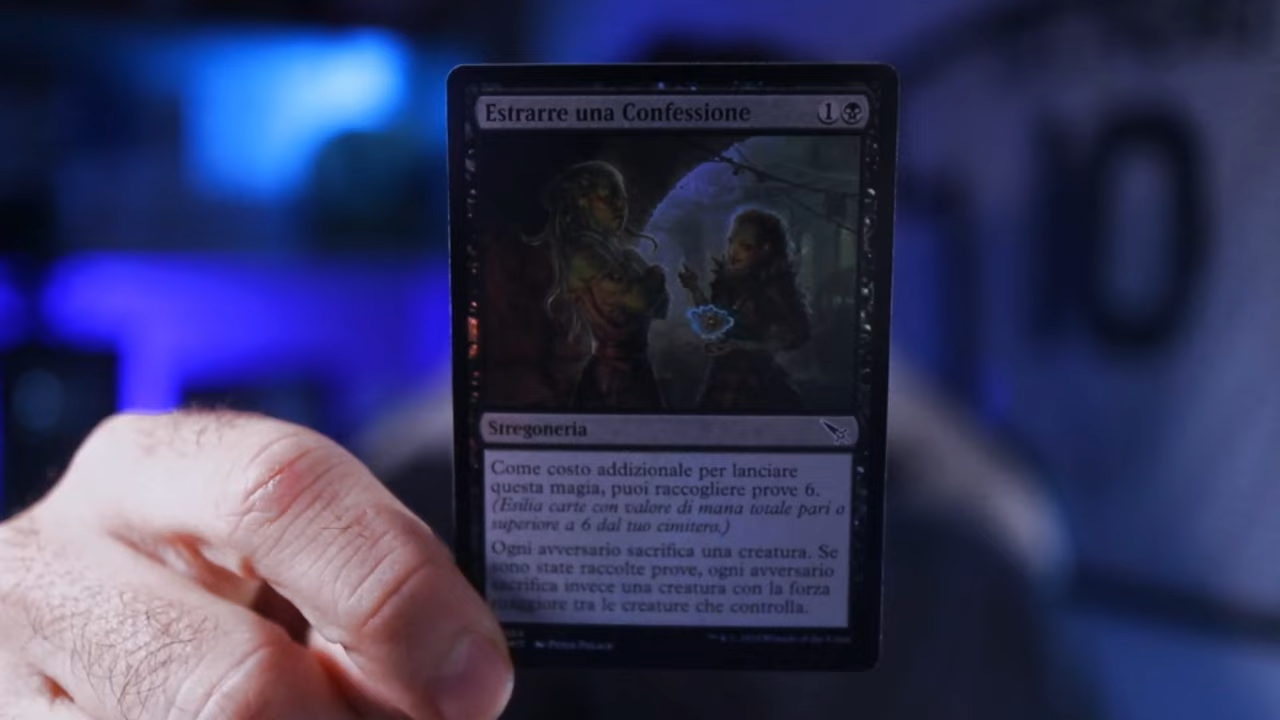 Estrarre una Confessione 1
Stregoneria
Come costo addizionale per lanciare
questa magia, puoi raccogliere prove 6.
(Esilia carte con valore di mana totale pari o
superiore a 6 dal tuo cimitero.)
Ogni avversario sacrifica una creatura. Se
sono state raccolte prove, ogni avversario
sacrifica invece una creatura con la forza
maggiore tra le creature che controlla.
10